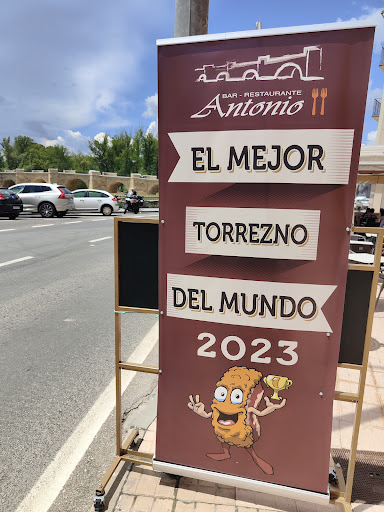 BAR - RESTAURANTE
Antonio
EL MEJOR
TORREZNO
DEL MUNDO
2023